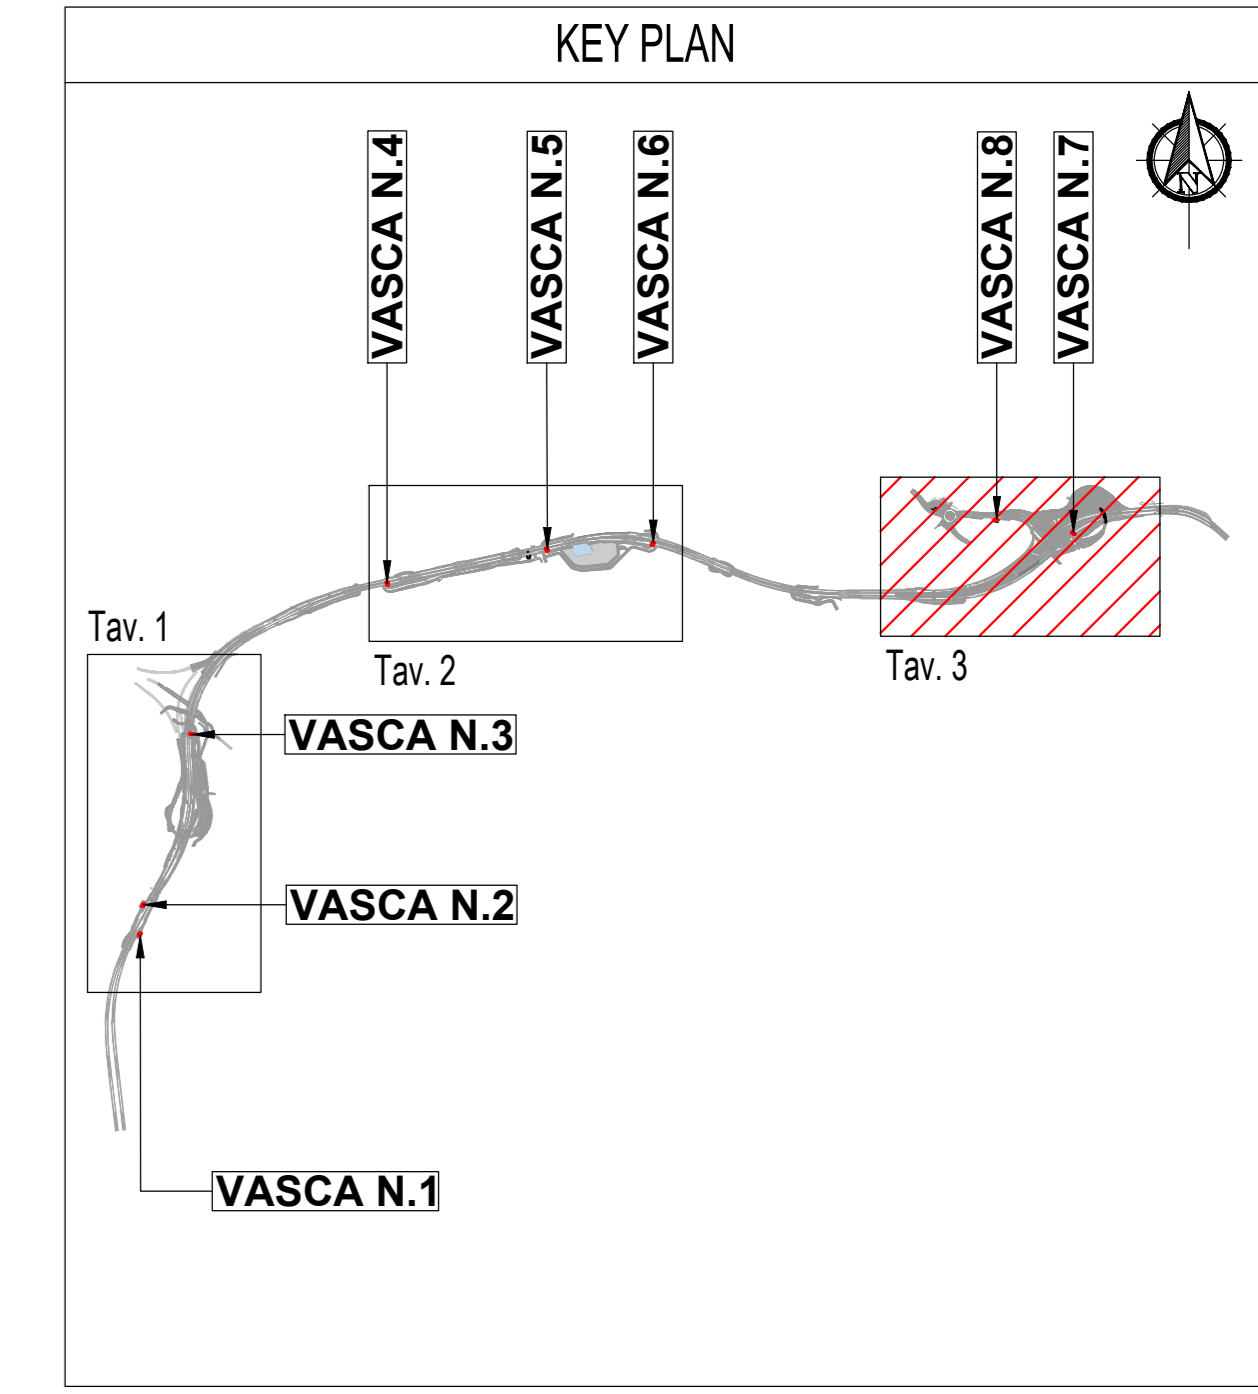 KEY PLAN
VASCA N.4
VASCA N.5
VASCA N.6
VASCA N.8
VASCA N.7
N
Tav. 1
Tav. 2
Tav. 3
VASCA N.3
VASCA N.2
VASCA N.1